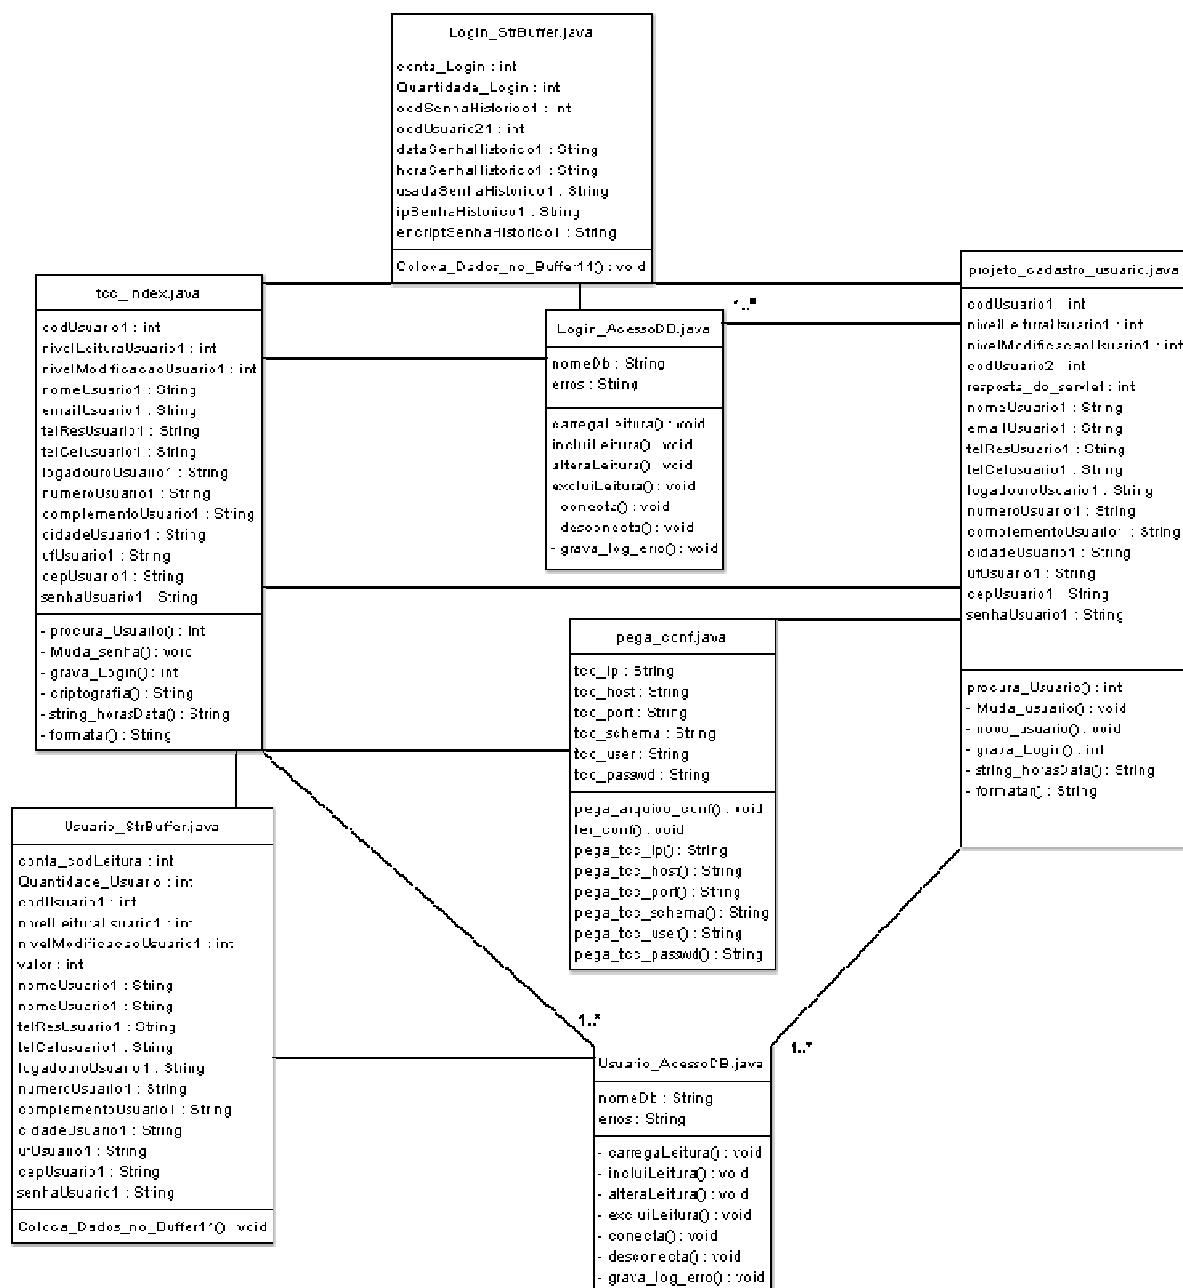 Login_StrBuffer.java
conta_Login : int
Quantidade_Login : int
codSenhaHistorico1 : int
codUsuario21 : int
dataSenhaHistorico1 : String
horaSenhaHistorico1 : String
usadaSenhaHistorico1 : String
ipSenhaHistorico1 : String
encriptSenhaHistorico1 : String
Coloca_Dados_no_Buffer11() : void
tcc_index.java
codUsuario1 : int
nivelLeituraUsuario1 : int
nivelModificacaoUsuario1 : int
nomeUsuario1 : String
emailUsuario1 : String
telResUsuario1 : String
telCelusuario1 : String
logadouroUsuario1 : String
numeroUsuario1 : String
complementoUsuario1 : String
cidadeUsuario1 : String
ufUsuario1 : String
cepUsuario1 : String
senhaUsuario1 : String
- procura_Usuario() : int
- Muda_senha() : void
- grava_Login() : int
- criptografia() : String
- string_horasData() : String
- formatar() : String
1..*
Login_AcessoDB.java
nomeDb : String
erros : String
carregaLeitura() : void
incluiLeitura() : void
alteraLeitura() : void
excluiLeitura() : void
- conecta() : void
- desconecta() : void
- grava_log_erro() : void
projeto_cadastro_usuario.java
codUsuario1 : int
nivelLeituraUsuario1 : int
nivelModificacaoUsuario1 : int
codUsuario2 : int
resposta_do_servlet : int
nomeUsuario1 : String
emailUsuario1 : String
telResUsuario1 : String
telCelusuario1 : String
logadouroUsuario1 : String
numeroUsuario1 : String
complementoUsuario1 : String
cidadeUsuario1 : String
ufUsuario1 : String
cepUsuario1 : String
senhaUsuario1 : String
procura_Usuario() : int
- Muda_usuario() : void
- novo_usuario() : void
- grava_Login() : int
- string_horasData() : String
- formatar() : String
pega_conf.java
tcc_ip : String
tcc_host : String
tcc_port : String
tcc_schema : String
tcc_user : String
tcc_passwd : String
pega_arquivo_conf() : void
ler_conf() : void
pega_tcc_ip() : String
pega_tcc_host() : String
pega_tcc_port() : String
pega_tcc_schema() : String
pega_tcc_user() : String
pega_tcc_passwd() : String
Usuario_StrBuffer.java
conta_codLeitura : int
Quantidade_Usuario : int
codUsuario1 : int
nivelLeituraUsuario1 : int
nivelModificacaoUsuario1 : int
valor : int
nomeUsuario1 : String
nomeUsuario1 : String
telResUsuario1 : String
telCelusuario1 : String
logadouroUsuario1 : String
numeroUsuario1 : String
complementoUsuario1 : String
cidadeUsuario1 : String
ufUsuario1 : String
cepUsuario1 : String
senhaUsuario1 : String
Coloca_Dados_no_Buffer11() : void
1..*
1..*
Usuario_AcessoDB.java
nomeDb : String
erros : String
- carregaLeitura() : void
- incluiLeitura() : void
- alteraLeitura() : void
- excluiLeitura() : void
- conecta() : void
- desconecta() : void
- grava_log_erro() : void